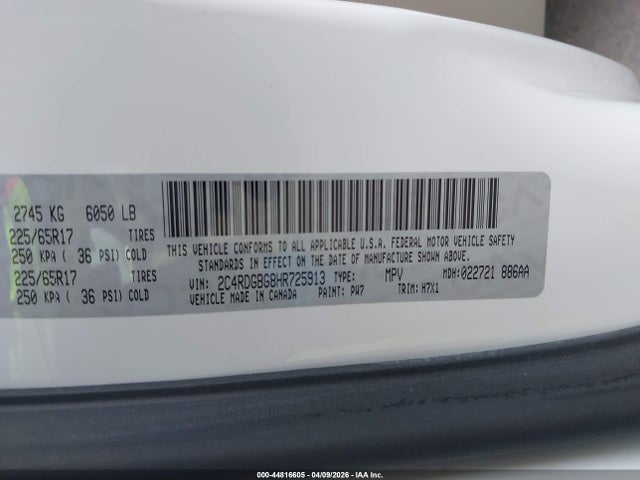 2745 KG 6050 LB
225/65R17 TIRES
250 KPA ( 36 PSI) COLD
225/65R17 TIRES
250 KPA ( 36 PSI) COLD
THIS VEHICLE CONFORMS TO ALL APPLICABLE U.S.A. FEDERAL MOTOR VEHICLE SAFETY
STANDARDS IN EFFECT ON THE DATE OF MANUFACTURE SHOWN ABOVE.
VIN: 2C4RDGBG8HR725913 TYPE: MPV MDH: 022721 886AA
VEHICLE MADE IN CANADA PAINT: PW7 TRIM: H7X1
000-44816605 - 04/09/2026 - IAA Inc.